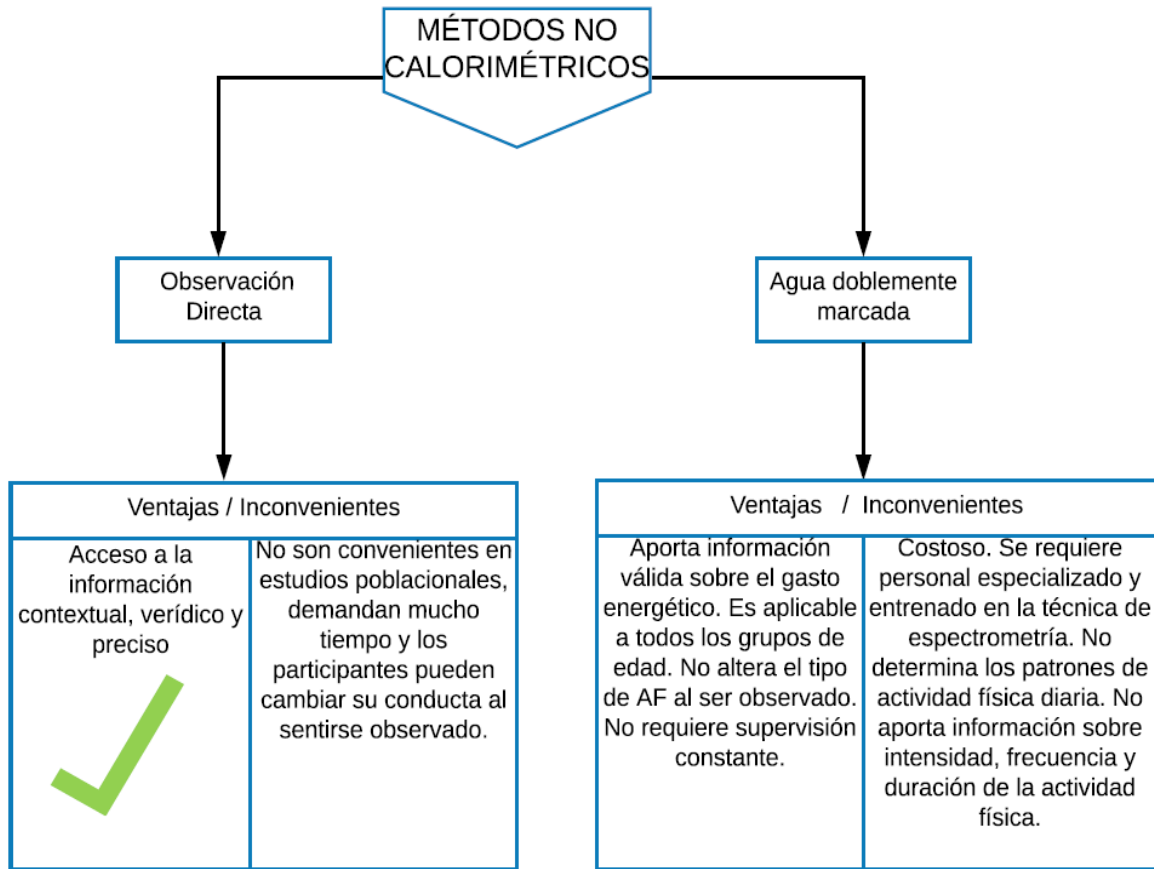 MÉTODOS NO
CALORIMÉTRICOS
Observación
Directa
Agua doblemente
marcada
Ventajas / Inconvenientes
Acceso a la
información
contextual, verídico y
preciso
No son convenientes en
estudios poblacionales,
demandan mucho
tiempo y los
participantes pueden
cambiar su conducta al
sentirse observado.
Ventajas / Inconvenientes
Aporta información
válida sobre el gasto
energético. Es aplicable
a todos los grupos de
edad. No altera el tipo
de AF al ser observado.
No requiere supervisión
constante.
Costoso. Se requiere
personal especializado y
entrenado en la técnica de
espectrometría. No
determina los patrones de
actividad física diaria. No
aporta información sobre
intensidad, frecuencia y
duración de la actividad
física.